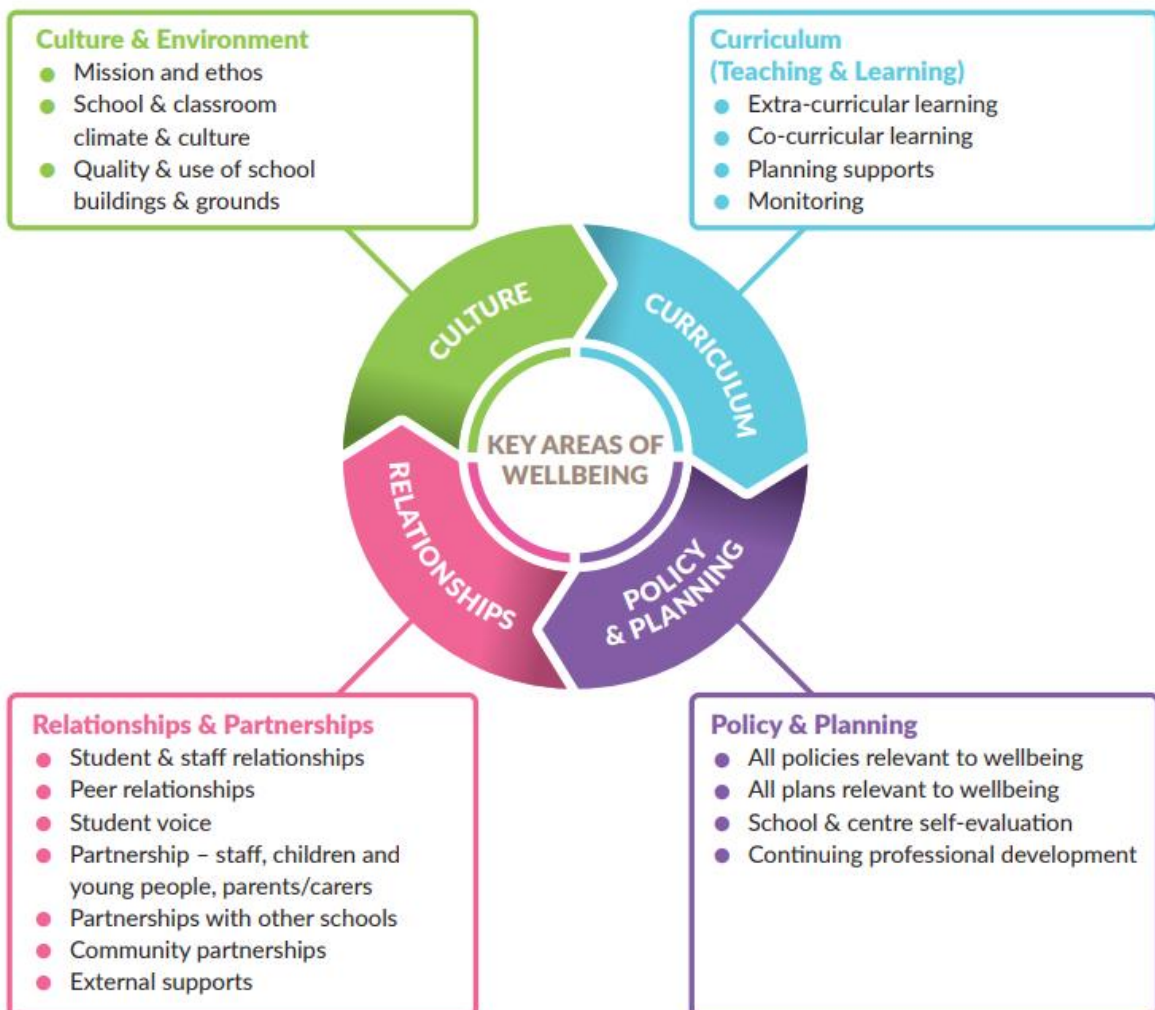 Culture & Environment
● Mission and ethos
● School & classroom
climate & culture
● Quality & use of school
buildings & grounds
Curriculum
(Teaching & Learning)
● Extra-curricular learning
● Co-curricular learning
● Planning supports
● Monitoring
CULTURE
CURRICULUM
KEY AREAS OF
WELLBEING
RELATIONSHIPS
POLICY
& PLANNING
Relationships & Partnerships
● Student & staff relationships
● Peer relationships
● Student voice
● Partnership – staff, children and
young people, parents/carers
● Partnerships with other schools
● Community partnerships
● External supports
Policy & Planning
● All policies relevant to wellbeing
● All plans relevant to wellbeing
● School & centre self-evaluation
● Continuing professional development